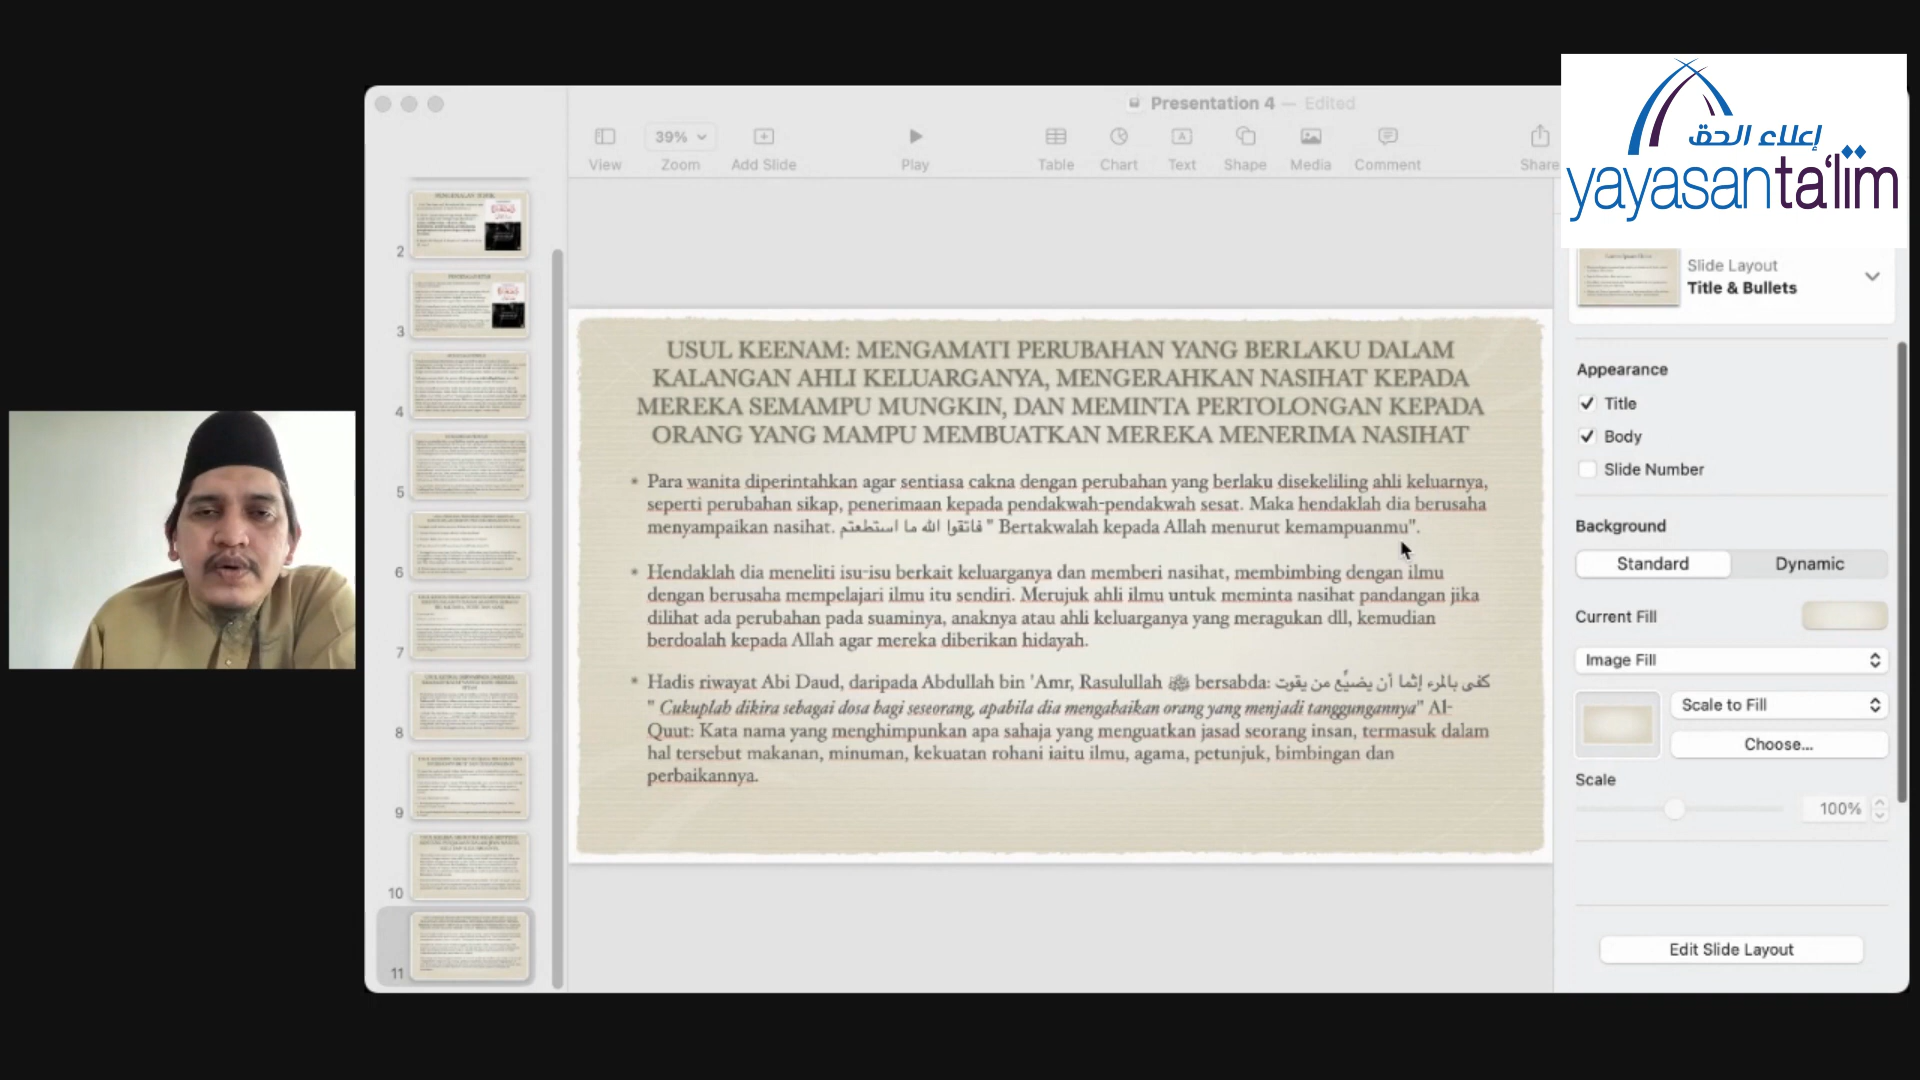 Presentation 4 — Edited
39%
View
Zoom
Add Slide
Play
Table
Chart
Text
Shape
Media
Comment
Share
إعلاء الحق
yayasanta'lim
2
3
4
5
6
7
8
9
10
11
USUL KEENAM: MENGAMATI PERUBAHAN YANG BERLAKU DALAM
KALANGAN AHLI KELUARGANYA, MENGERAHKAN NASIHAT KEPADA
MEREKA SEMAMPU MUNGKIN, DAN MEMINTA PERTOLONGAN KEPADA
ORANG YANG MAMPU MEMBUATKAN MEREKA MENERIMA NASIHAT
Para wanita diperintahkan agar sentiasa cakna dengan perubahan yang berlaku disekeliling ahli keluarnya,
seperti perubahan sikap, penerimaan kepada pendakwah-pendakwah sesat. Maka hendaklah dia berusaha
menyampaikan nasihat. فاتقوا الله ما استطعتم " Bertakwalah kepada Allah menurut kemampuanmu".
Hendaklah dia meneliti isu-isu berkait keluarganya dan memberi nasihat, membimbing dengan ilmu
dengan berusaha mempelajari ilmu itu sendiri. Merujuk ahli ilmu untuk meminta nasihat pandangan jika
dilihat ada perubahan pada suaminya, anaknya atau ahli keluarganya yang meragukan dll, kemudian
berdoalah kepada Allah agar mereka diberikan hidayah.
Hadis riwayat Abi Daud, daripada Abdullah bin 'Amr, Rasulullah ﷺ bersabda: كفى بالمرء إثما أن يضيِّع من يقوت
" Cukuplah dikira sebagai dosa bagi seseorang, apabila dia mengabaikan orang yang menjadi tanggungannya" Al-
Quut: Kata nama yang menghimpunkan apa sahaja yang menguatkan jasad seorang insan, termasuk dalam
hal tersebut makanan, minuman, kekuatan rohani iaitu ilmu, agama, petunjuk, bimbingan dan
perbaikannya.
Slide Layout
Title & Bullets
Appearance
Title
Body
Slide Number
Background
Standard
Dynamic
Current Fill
Image Fill
Scale to Fill
Choose...
Scale
100%
Edit Slide Layout